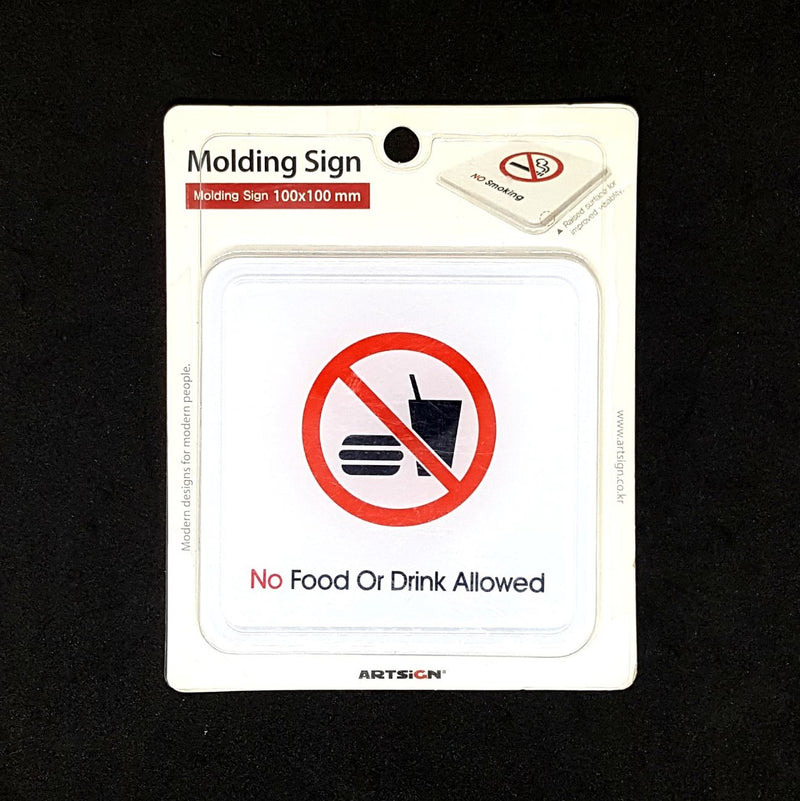 Molding Sign
Molding Sign 100x100 mm
NO Smoking
▲ Raised surface for
improved visibility.
Modern designs for modern people.
www.artsign.co.kr
No Food Or Drink Allowed
ARTSiGN®